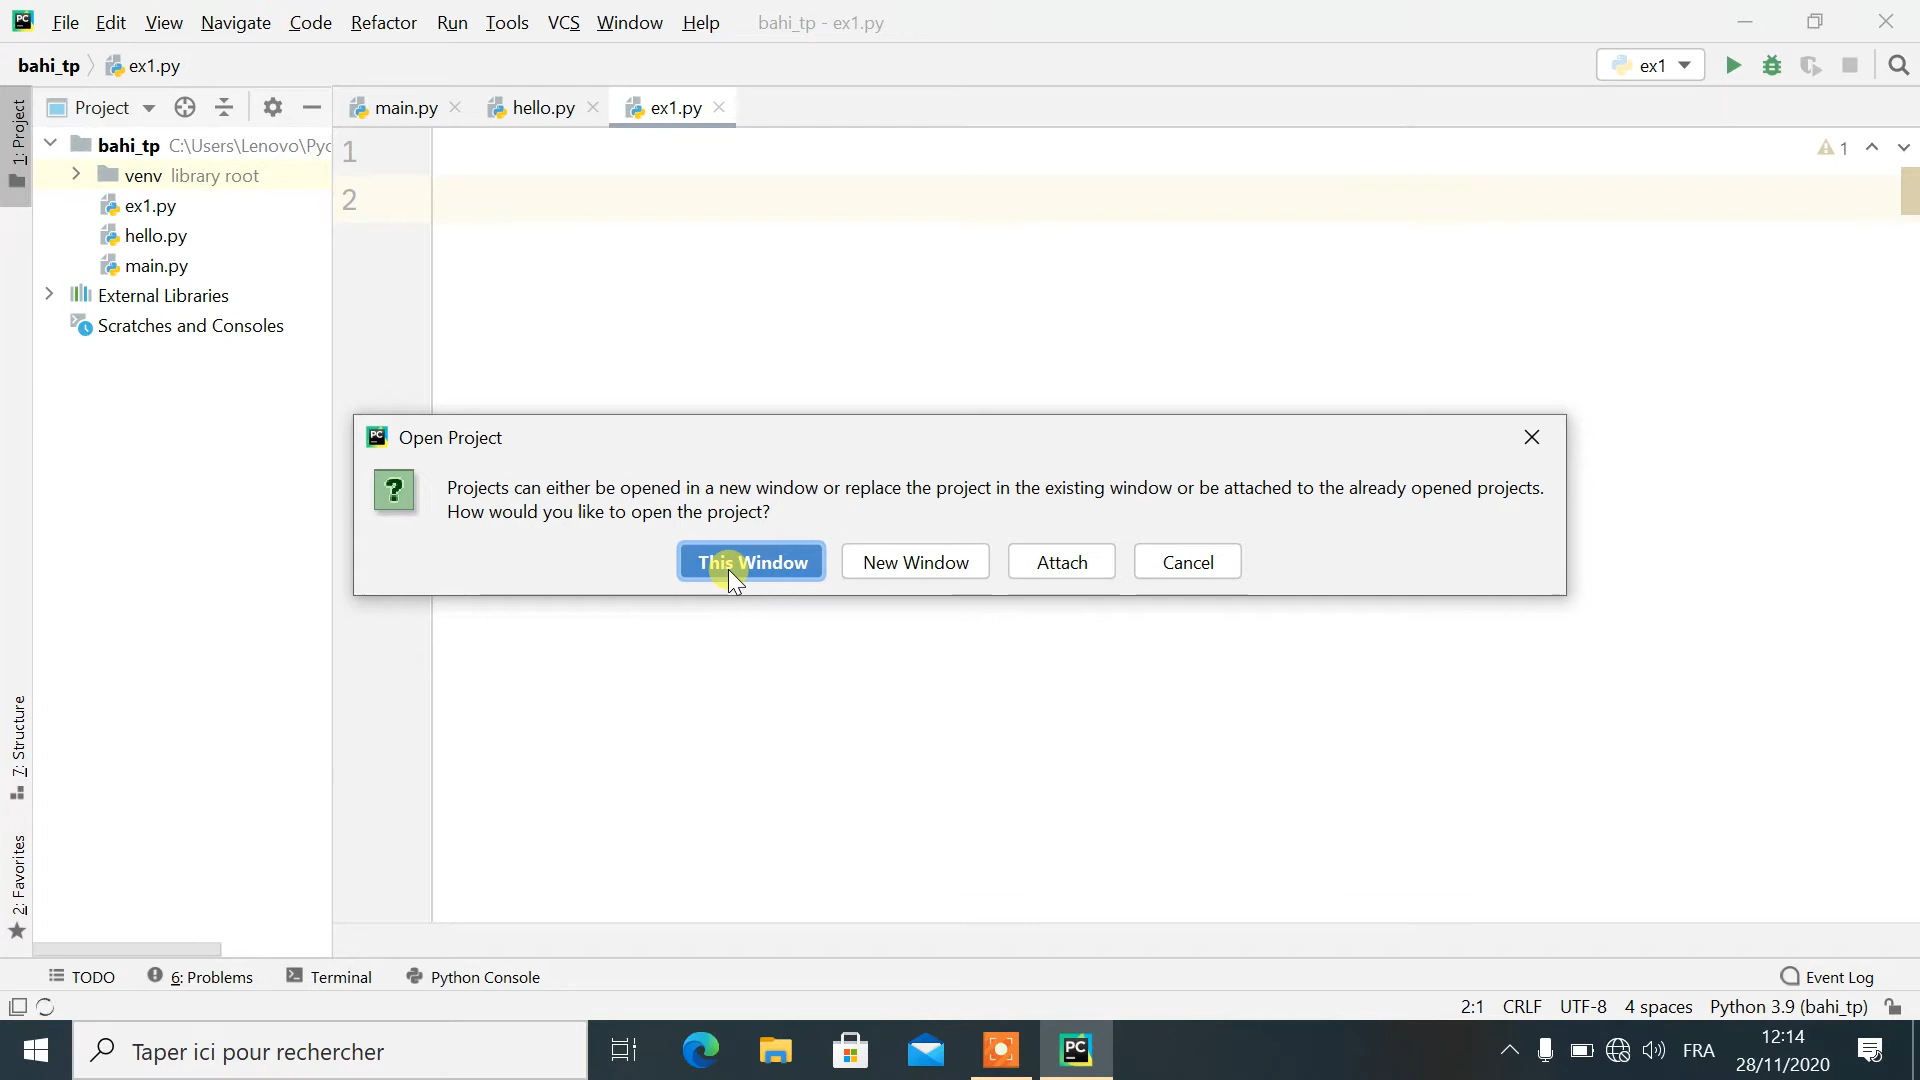 File Edit View Navigate Code Refactor Run Tools VCS Window Help bahi_tp - ex1.py
bahi_tp ex1.py ex1
1: Project
Project
main.py
hello.py
ex1.py
bahi_tp C:\Users\Lenovo\Pyc
venv library root
ex1.py
hello.py
main.py
External Libraries
Scratches and Consoles
1
2
1
Open Project
Projects can either be opened in a new window or replace the project in the existing window or be attached to the already opened projects.
How would you like to open the project?
This Window New Window Attach Cancel
7: Structure
2: Favorites
TODO 6: Problems Terminal Python Console Event Log
2:1 CRLF UTF-8 4 spaces Python 3.9 (bahi_tp)
Taper ici pour rechercher
PC
FRA
12:14
28/11/2020